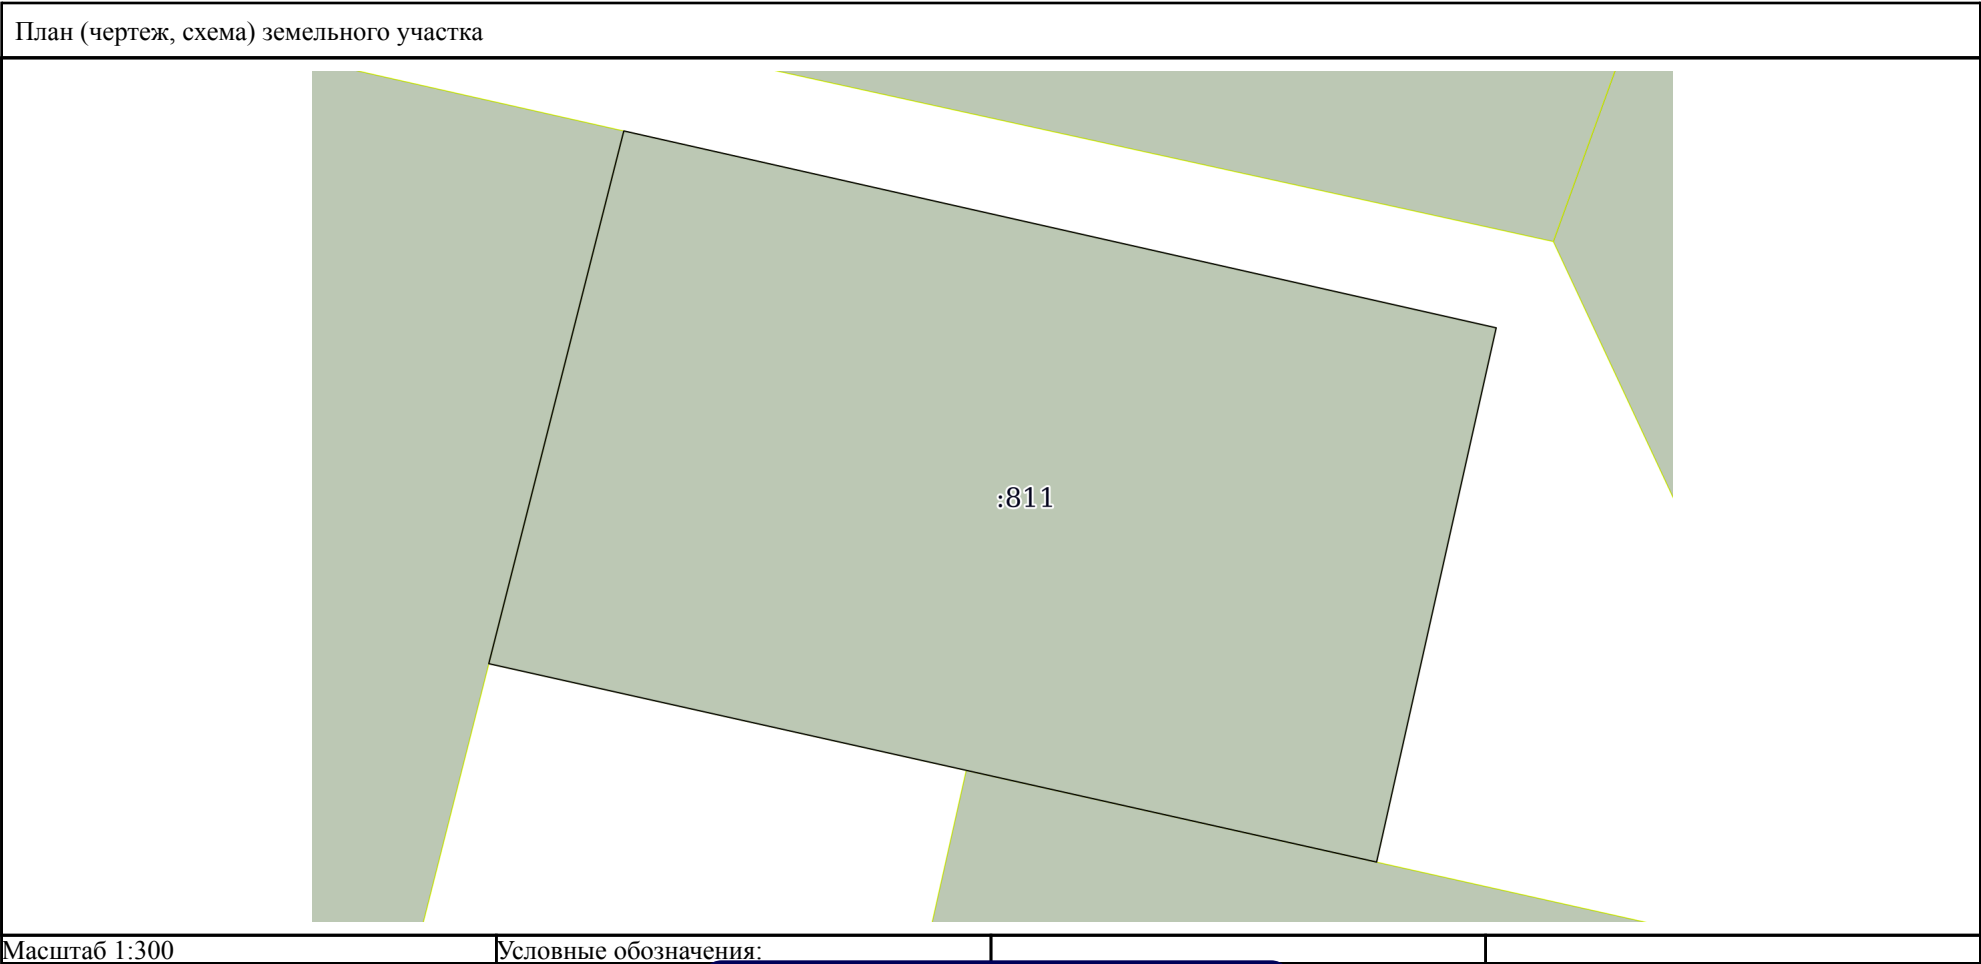 План (чертеж, схема) земельного участка
:811
Масштаб 1:300
Условные обозначения: